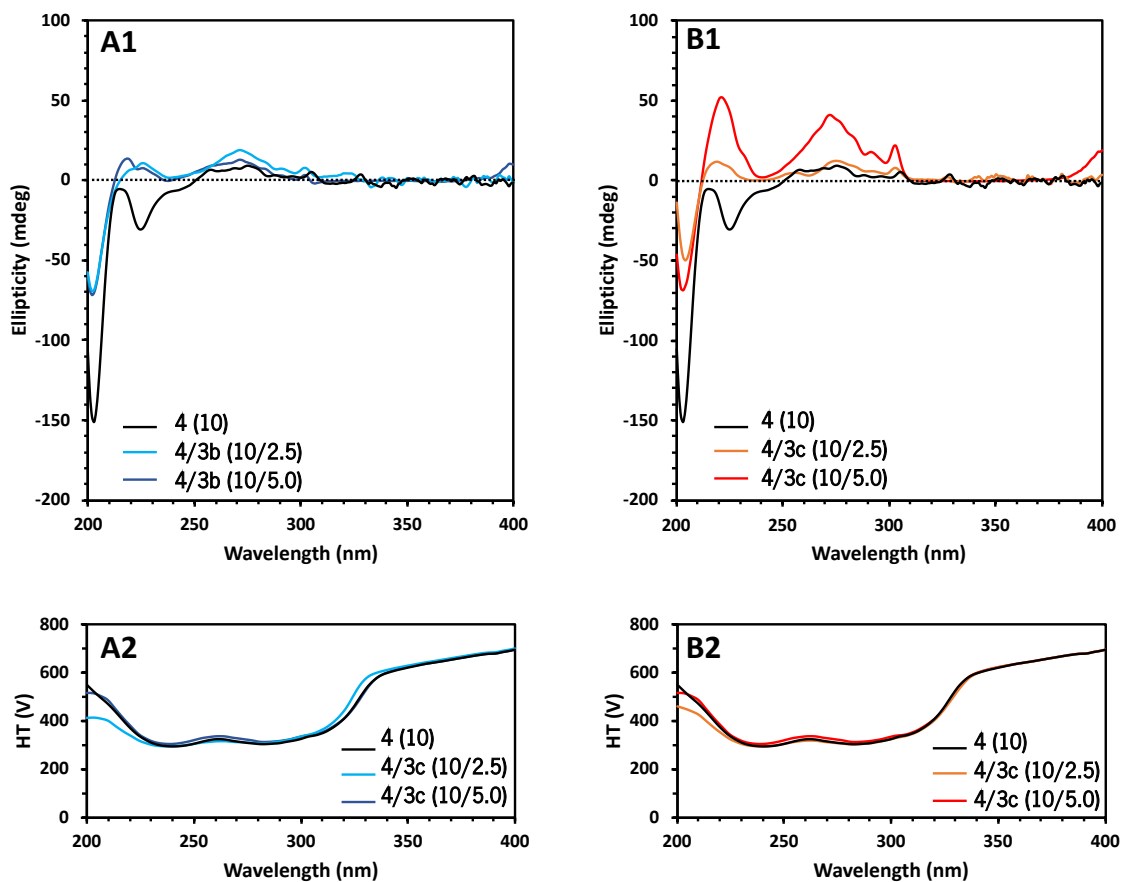 A1
100
50
0
-50
-100
-150
-200
Ellipticity (mdeg)
4 (10)
4/3b (10/2.5)
4/3b (10/5.0)
200 250 300 350 400
Wavelength (nm)
B1
100
50
0
-50
-100
-150
-200
Ellipticity (mdeg)
4 (10)
4/3c (10/2.5)
4/3c (10/5.0)
200 250 300 350 400
Wavelength (nm)
A2
800
600
400
200
0
HT (V)
4 (10)
4/3c (10/2.5)
4/3c (10/5.0)
200 250 300 350 400
Wavelength (nm)
B2
800
600
400
200
0
HT (V)
4 (10)
4/3c (10/2.5)
4/3c (10/5.0)
200 250 300 350 400
Wavelength (nm)